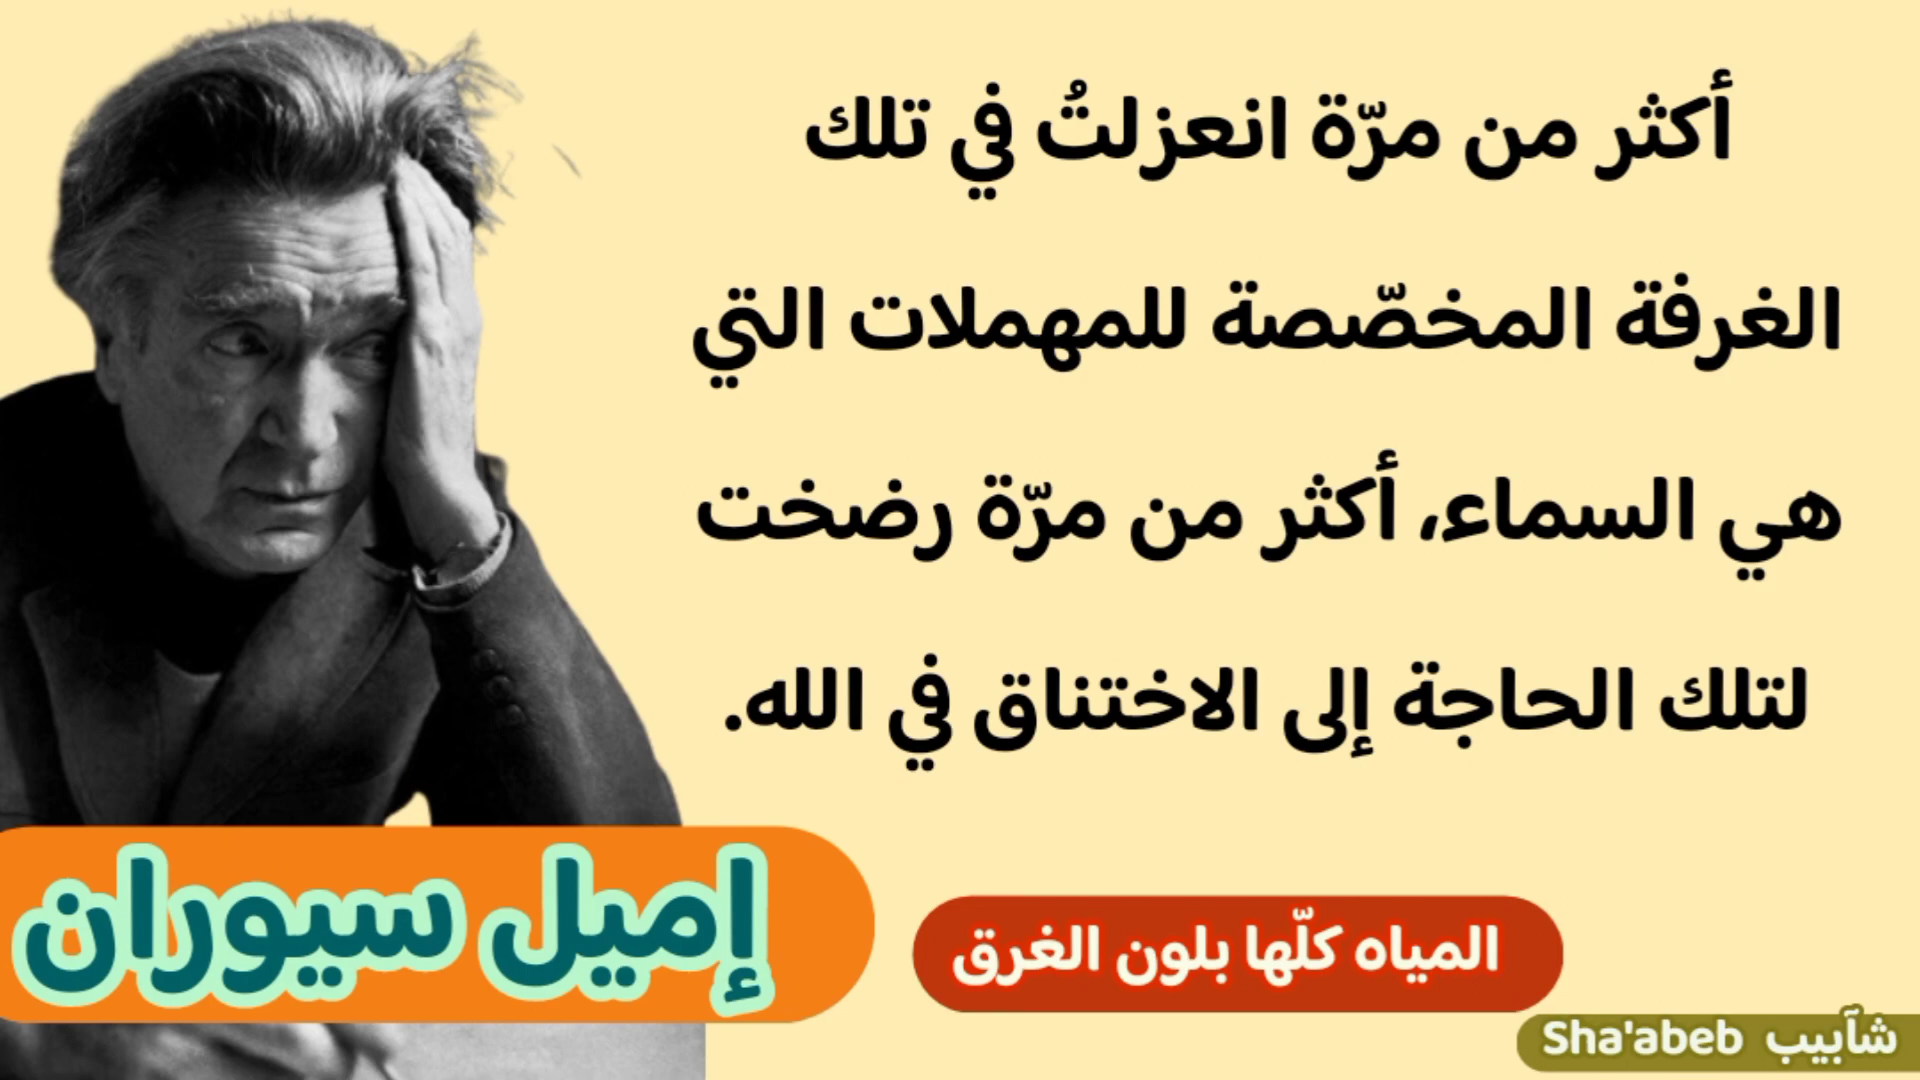 أكثر من مرّة انعزلتُ في تلك
الغرفة المخصّصة للمهملات التي
هي السماء، أكثر من مرّة رضخت
لتلك الحاجة إلى الاختناق في الله.
إميل سيوران
المياه كلّها بلون الغرق
شآبيب Sha'abeb